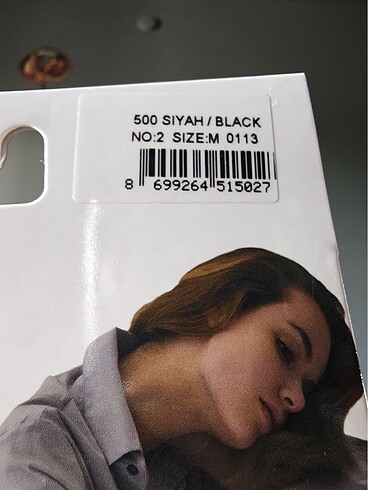 500 SIYAH / BLACK
NO:2 SIZE:M 0113
8 699264 515027